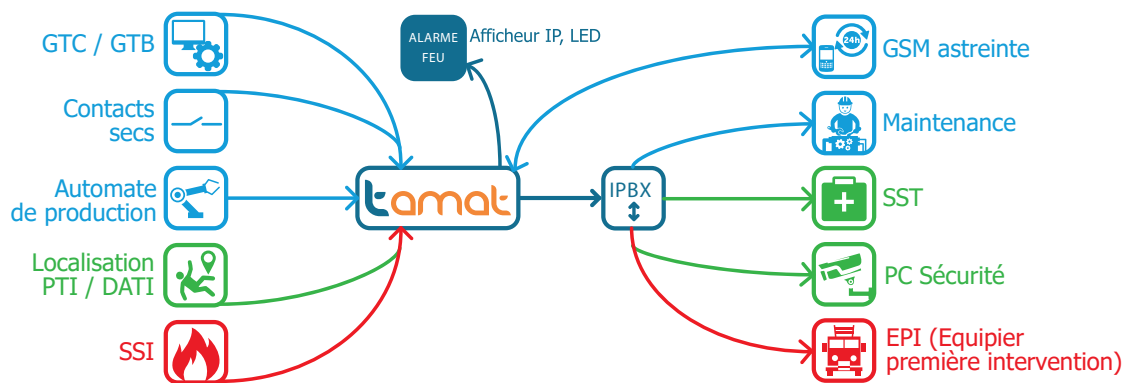 GTC / GTB
Contacts
secs
Automate
de production
Localisation
PTI / DATI
SSI
ALARME
FEU
Afficheur IP, LED
tamat
IPBX
24h
GSM astreinte
Maintenance
SST
PC Sécurité
EPI (Equipier
première intervention)